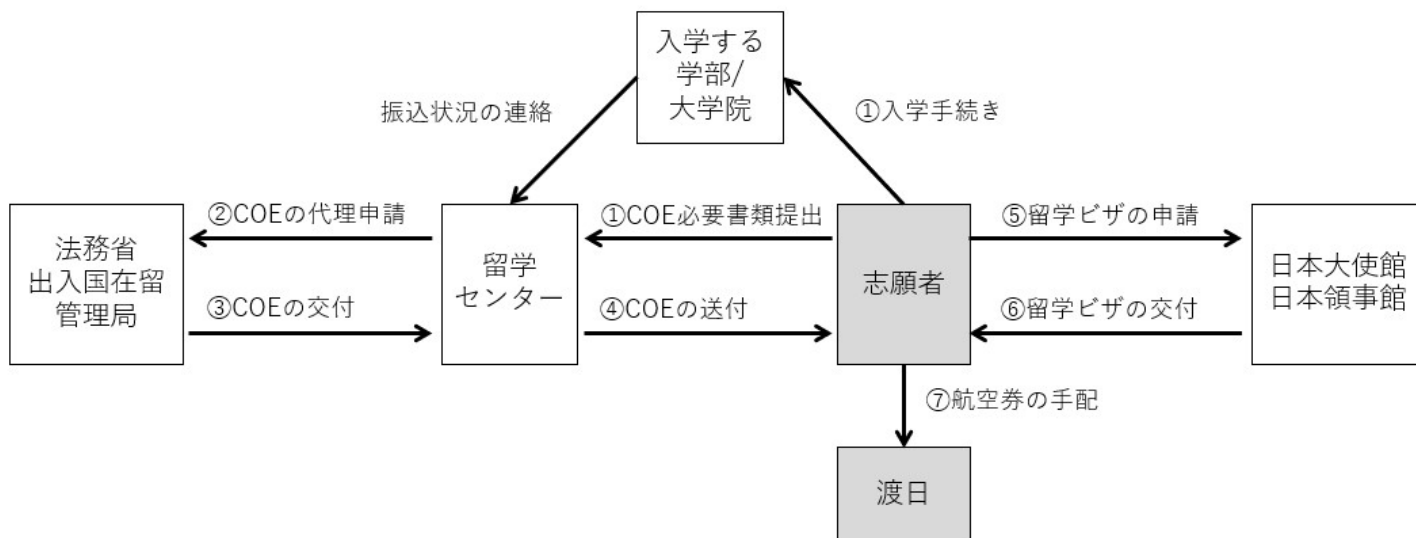 入学する
学部/
大学院
振込状況の連絡
①入学手続き
②COEの代理申請
①COE必要書類提出
⑤留学ビザの申請
法務省
出入国在留
管理局
留学
センター
志願者
日本大使館
日本領事館
③COEの交付
④COEの送付
⑥留学ビザの交付
⑦航空券の手配
渡日